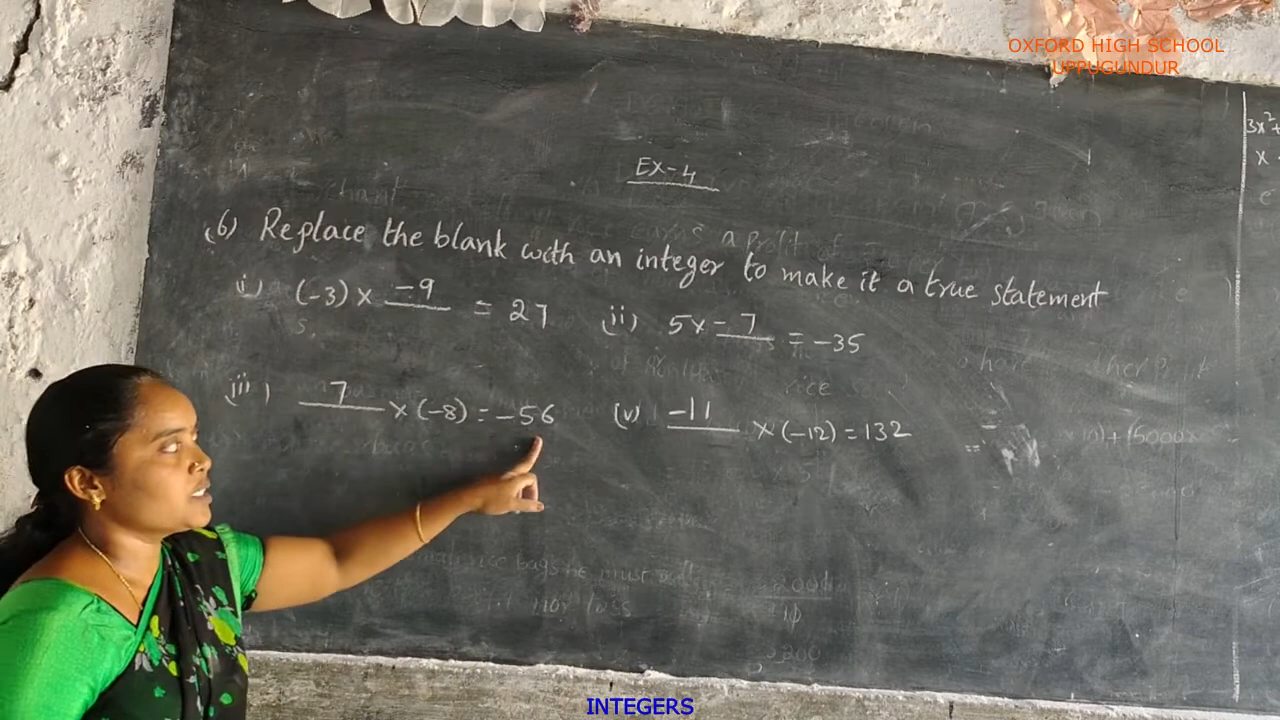 OXFORD HIGH SCHOOL
UPPUGUNDUR
EX-4
(6) Replace the blank with an integer to make it a true statement
(i) (-3) × -9 = 27 (ii) 5 × -7 = -35
(iii) 7 × (-8) = -56 (v) -11 × (-12) = 132
3x²
x
INTEGERS